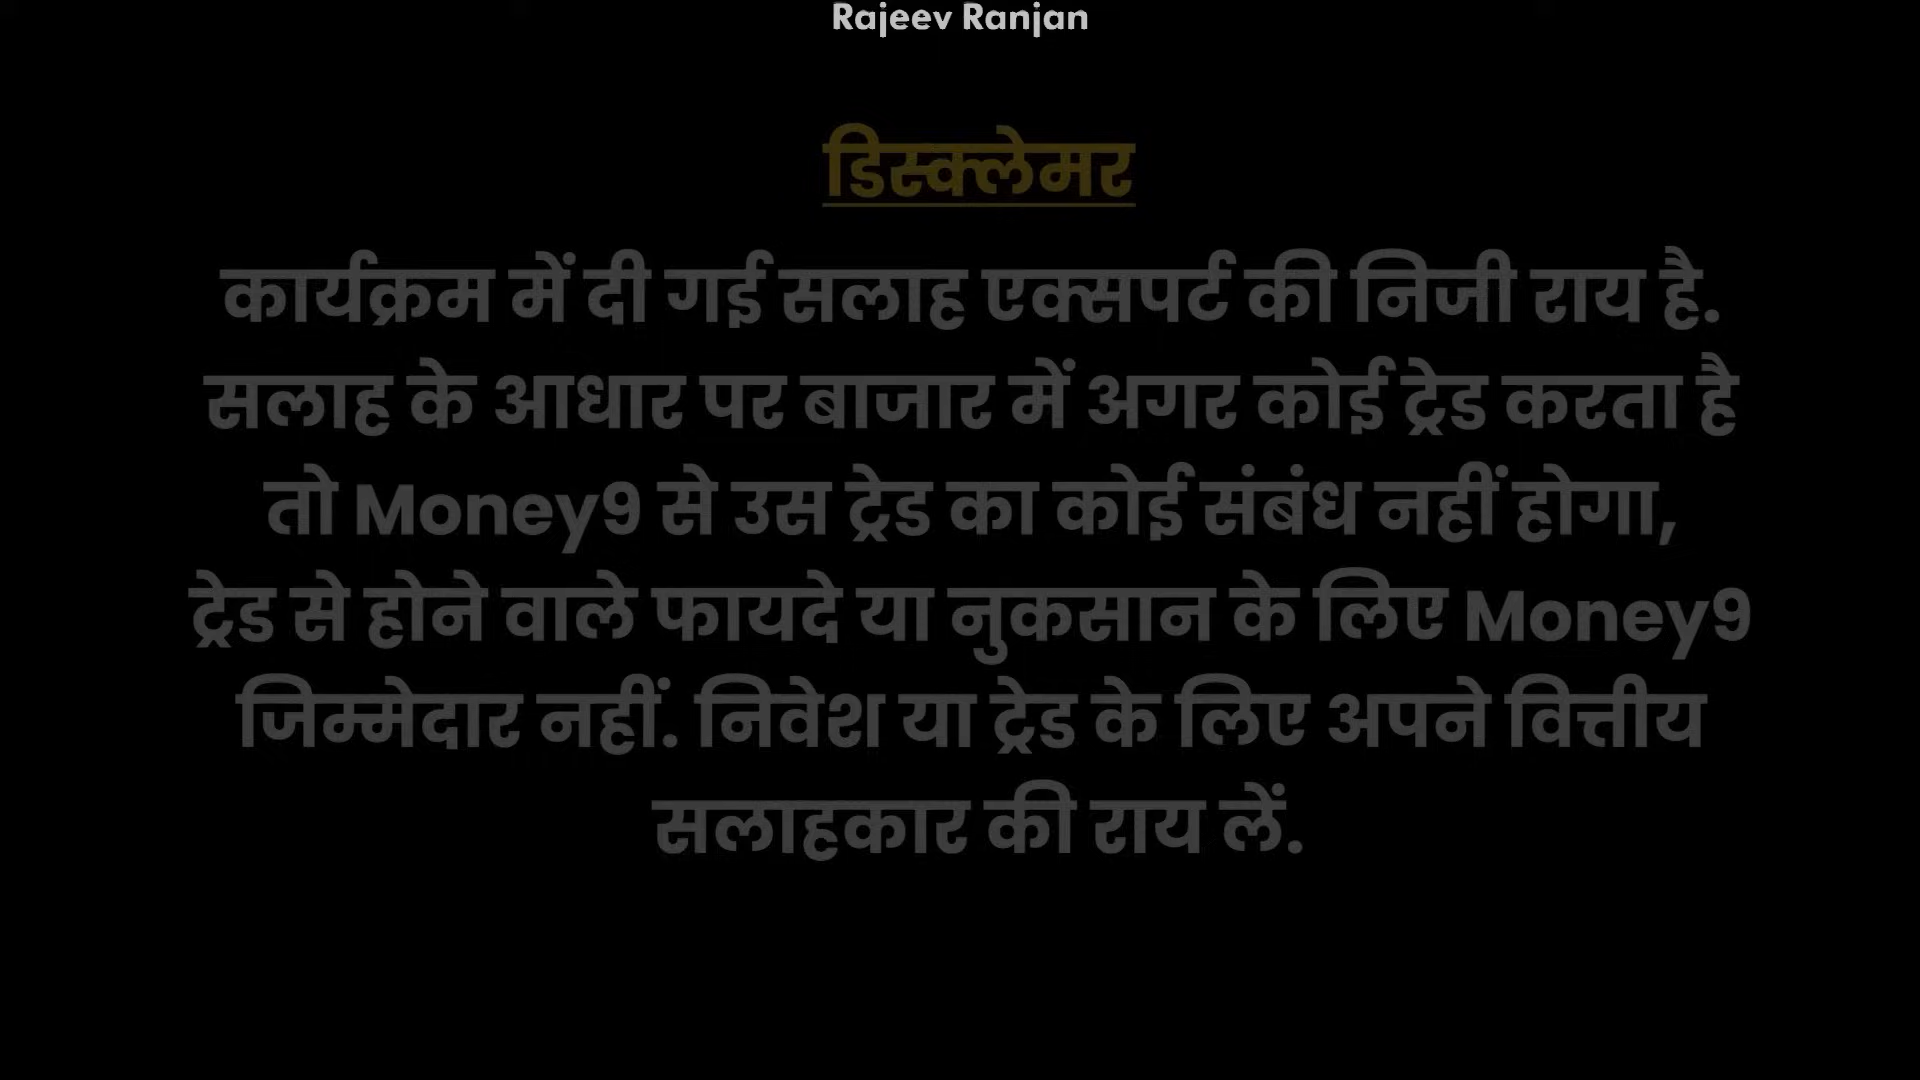 Rajeev Ranjan
डिस्क्लेमर
कार्यक्रम में दी गई सलाह एक्सपर्ट की निजी राय है.
सलाह के आधार पर बाजार में अगर कोई ट्रेड करता है
तो Money9 से उस ट्रेड का कोई संबंध नहीं होगा,
ट्रेड से होने वाले फायदे या नुकसान के लिए Money9
जिम्मेदार नहीं. निवेश या ट्रेड के लिए अपने वित्तीय
सलाहकार की राय लें.